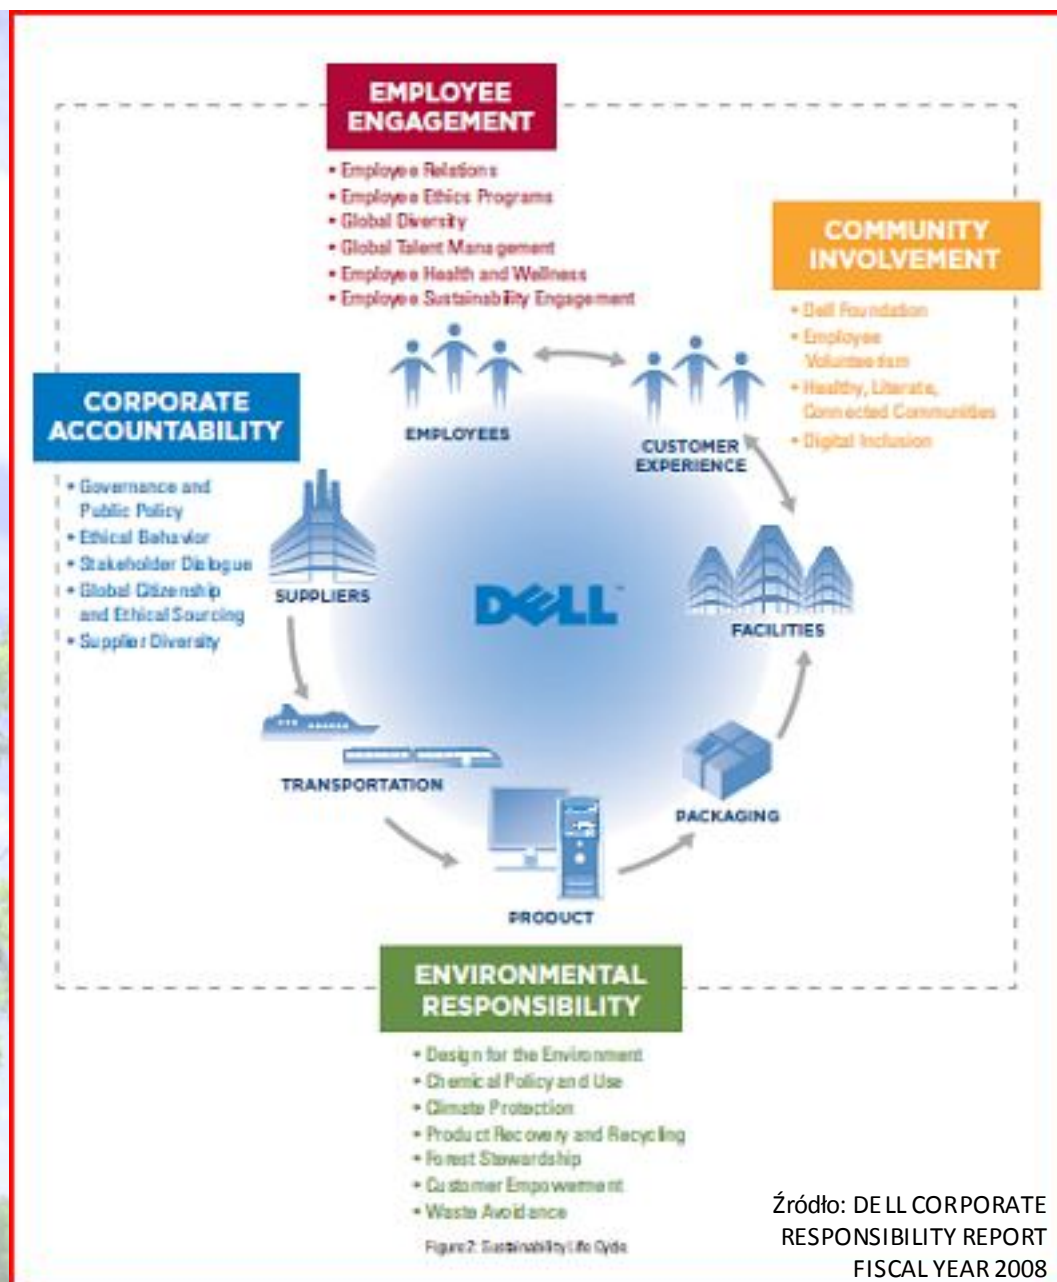 EMPLOYEE
ENGAGEMENT
• Employee Relations
• Employee Ethics Programs
• Global Diversity
• Global Talent Management
• Employee Health and Wellness
• Employee Sustainability Engagement
COMMUNITY
INVOLVEMENT
• Dell Foundation
• Employee
Volunteerism
• Healthy, Literate,
Connected Communities
• Digital Inclusion
CORPORATE
ACCOUNTABILITY
• Governance and
Public Policy
• Ethical Behavior
• Stakeholder Dialogue
• Global Citizenship
and Ethical Sourcing
• Supplier Diversity
EMPLOYEES
CUSTOMER
EXPERIENCE
SUPPLIERS
DELL™
FACILITIES
TRANSPORTATION
PACKAGING
PRODUCT
ENVIRONMENTAL
RESPONSIBILITY
• Design for the Environment
• Chemical Policy and Use
• Climate Protection
• Product Recovery and Recycling
• Forest Stewardship
• Customer Empowerment
• Waste Avoidance
Figure 2: Sustainability Life Cycle
Źródło: DELL CORPORATE
RESPONSIBILITY REPORT
FISCAL YEAR 2008